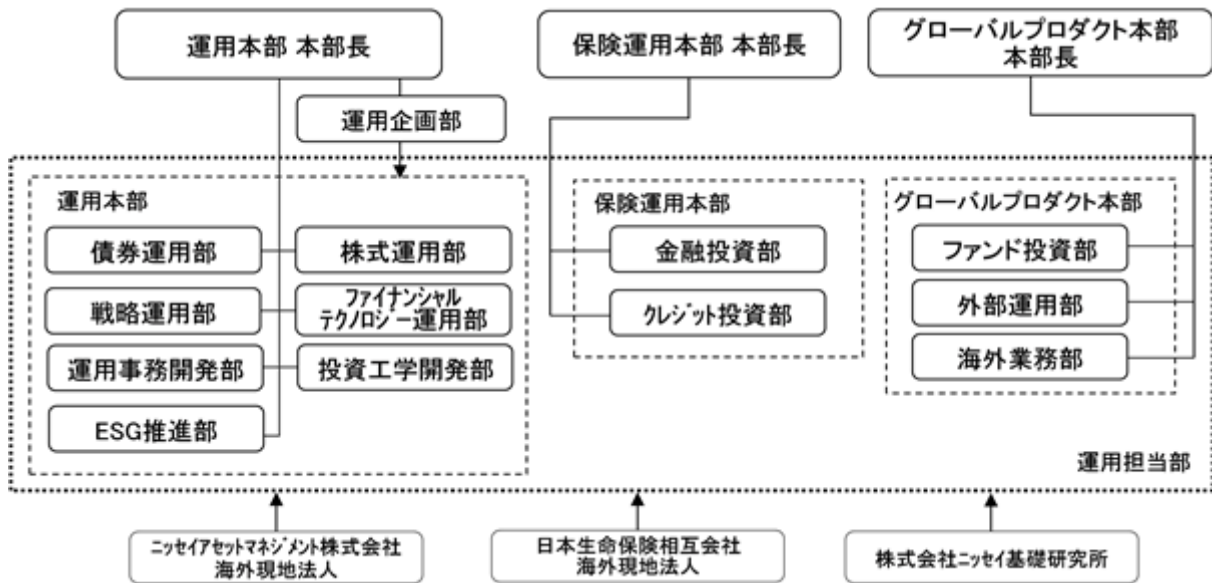 運用本部 本部長
保険運用本部 本部長
グローバルプロダクト本部
本部長
運用企画部
運用本部
債券運用部
株式運用部
戦略運用部
ファイナンシャル
テクノロジー運用部
運用事務開発部
投資工学開発部
ESG推進部
保険運用本部
金融投資部
クレジット投資部
グローバルプロダクト本部
ファンド投資部
外部運用部
海外業務部
運用担当部
ニッセイアセットマネジメント株式会社
海外現地法人
日本生命保険相互会社
海外現地法人
株式会社ニッセイ基礎研究所